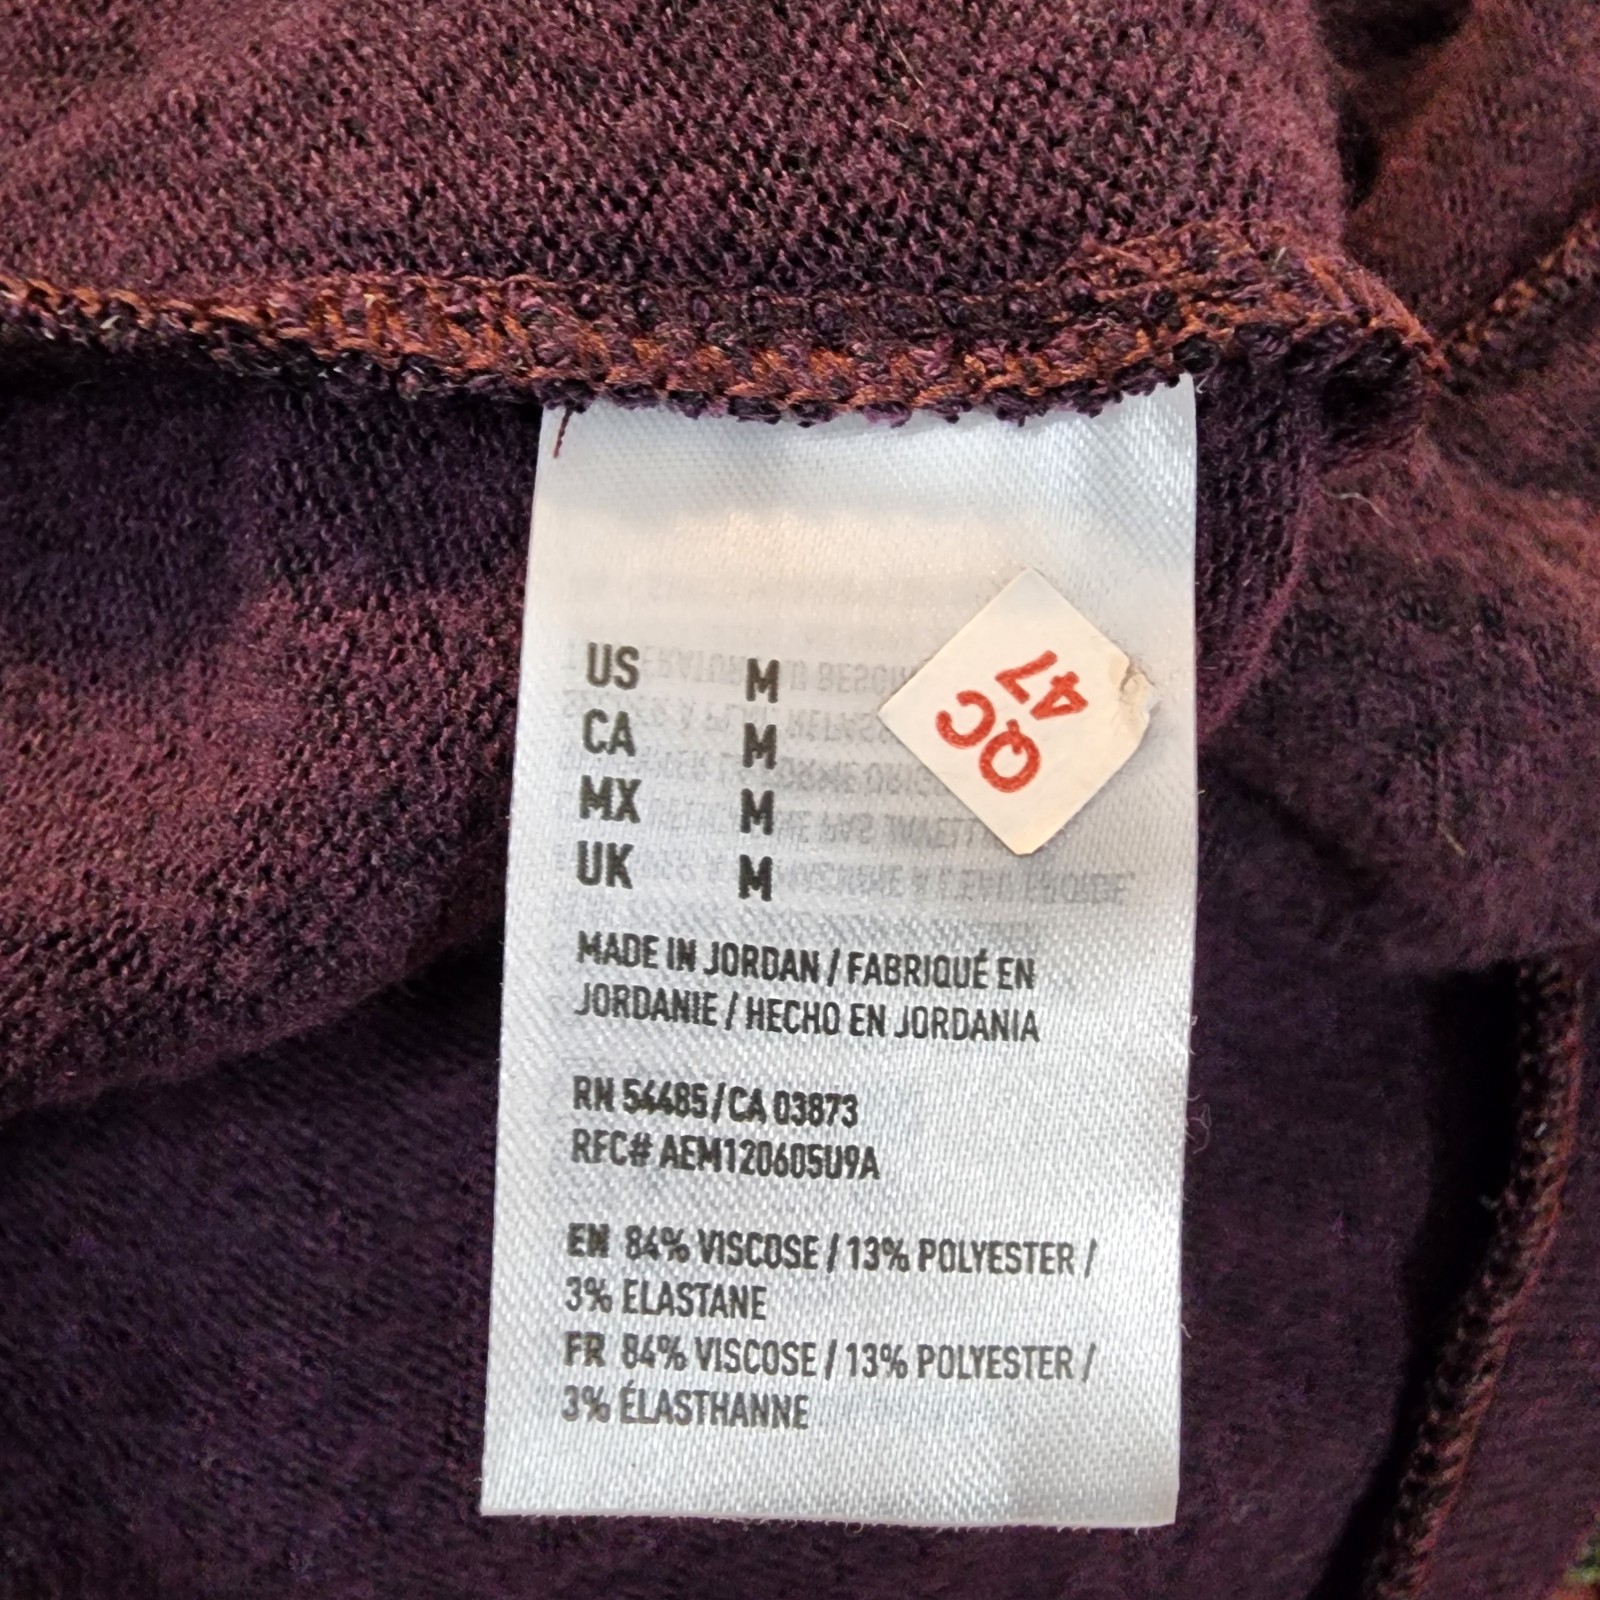 US M
CA M
MX M
UK M
QC
47
MADE IN JORDAN / FABRIQUÉ EN
JORDANIE / HECHO EN JORDANIA
RN 54485 / CA 03873
RFC# AEM120605U9A
EN 84% VISCOSE / 13% POLYESTER /
3% ELASTANE
FR 84% VISCOSE / 13% POLYESTER /
3% ÉLASTHANNE